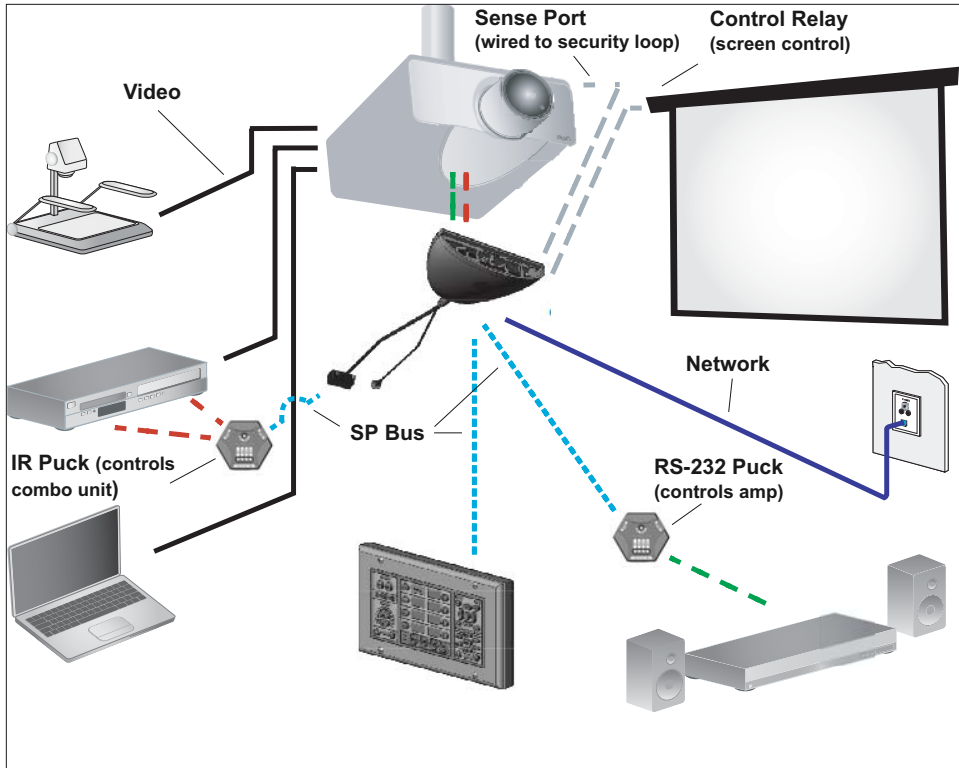 Sense Port
(wired to security loop)
Control Relay
(screen control)
Video
Network
SP Bus
IR Puck (controls
combo unit)
RS-232 Puck
(controls amp)